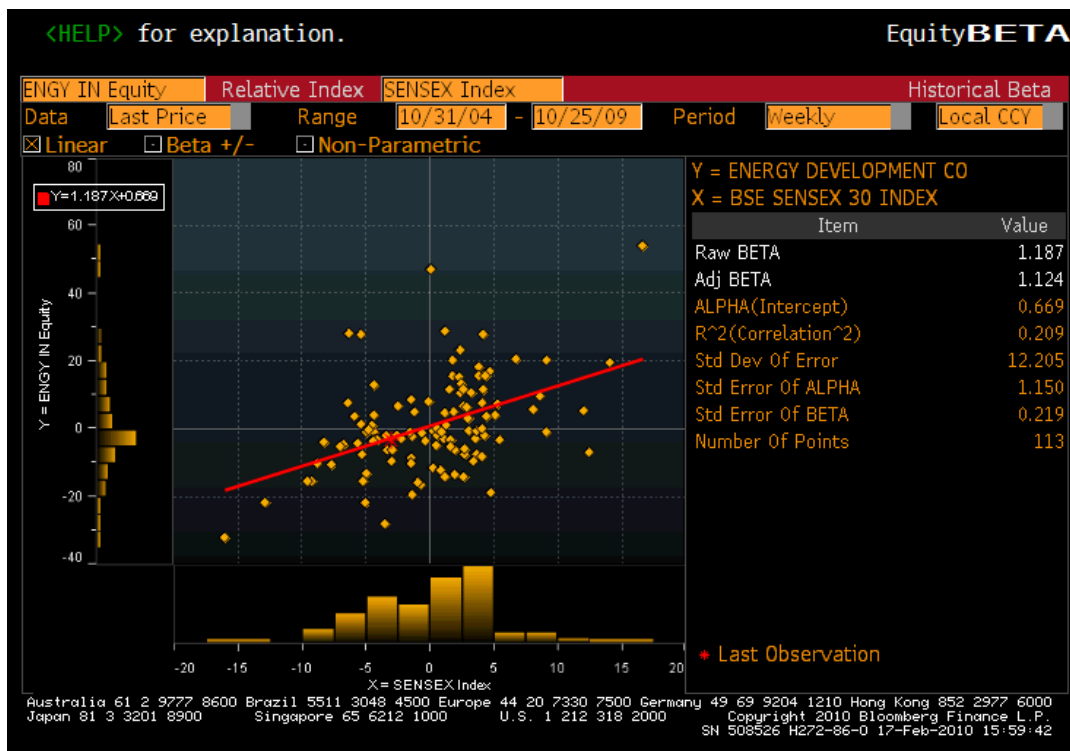 <HELP> for explanation.
EquityBETA
ENGY IN Equity Relative Index SENSEX Index Historical Beta
Data Last Price Range 10/31/04 - 10/25/09 Period Weekly Local CCY
Linear Beta +/- Non-Parametric
Y = ENERGY DEVELOPMENT CO
X = BSE SENSEX 30 INDEX
Item Value
Raw BETA 1.187
Adj BETA 1.124
ALPHA(Intercept) 0.669
R^2(Correlation^2) 0.209
Std Dev Of Error 12.205
Std Error Of ALPHA 1.150
Std Error Of BETA 0.219
Number Of Points 113
* Last Observation
Y=1.187X+0.669
Y = ENGY IN Equity
80
60
40
20
0
-20
-40
-20 -15 -10 -5 0 5 10 15 20
X = SENSEX Index
Australia 61 2 9777 8600 Brazil 5511 3048 4500 Europe 44 20 7330 7500 Germany 49 69 9204 1210 Hong Kong 852 2977 6000
Japan 81 3 3201 8900 Singapore 65 6212 1000 U.S. 1 212 318 2000 Copyright 2010 Bloomberg Finance L.P.
SN 508526 H272-86-0 17-Feb-2010 15:59:42